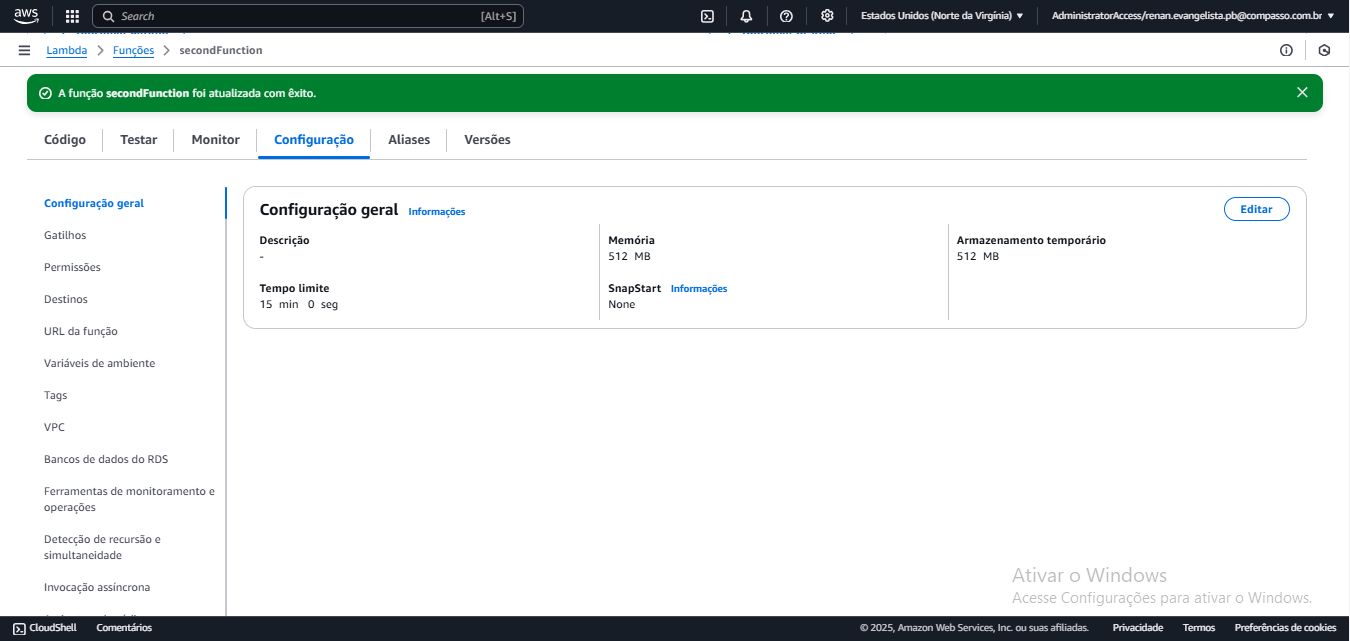 aws Search [Alt+S] Estados Unidos (Norte da Virgínia) AdministratorAccess/renan.evangelista.pb@compasso.com.br
Lambda Funções secondFunction
A função secondFunction foi atualizada com êxito.
Código Testar Monitor Configuração Aliases Versões
Configuração geral
Gatilhos
Permissões
Destinos
URL da função
Variáveis de ambiente
Tags
VPC
Bancos de dados do RDS
Ferramentas de monitoramento e
operações
Detecção de recursão e
simultaneidade
Invocação assíncrona
Configuração geral Informações Editar
Descrição
-
Tempo limite
15 min 0 seg
Memória
512 MB
SnapStart Informações
None
Armazenamento temporário
512 MB
Ativar o Windows
Acesse Configurações para ativar o Windows.
CloudShell Comentários © 2025, Amazon Web Services, Inc. ou suas afiliadas. Privacidade Termos Preferências de cookies